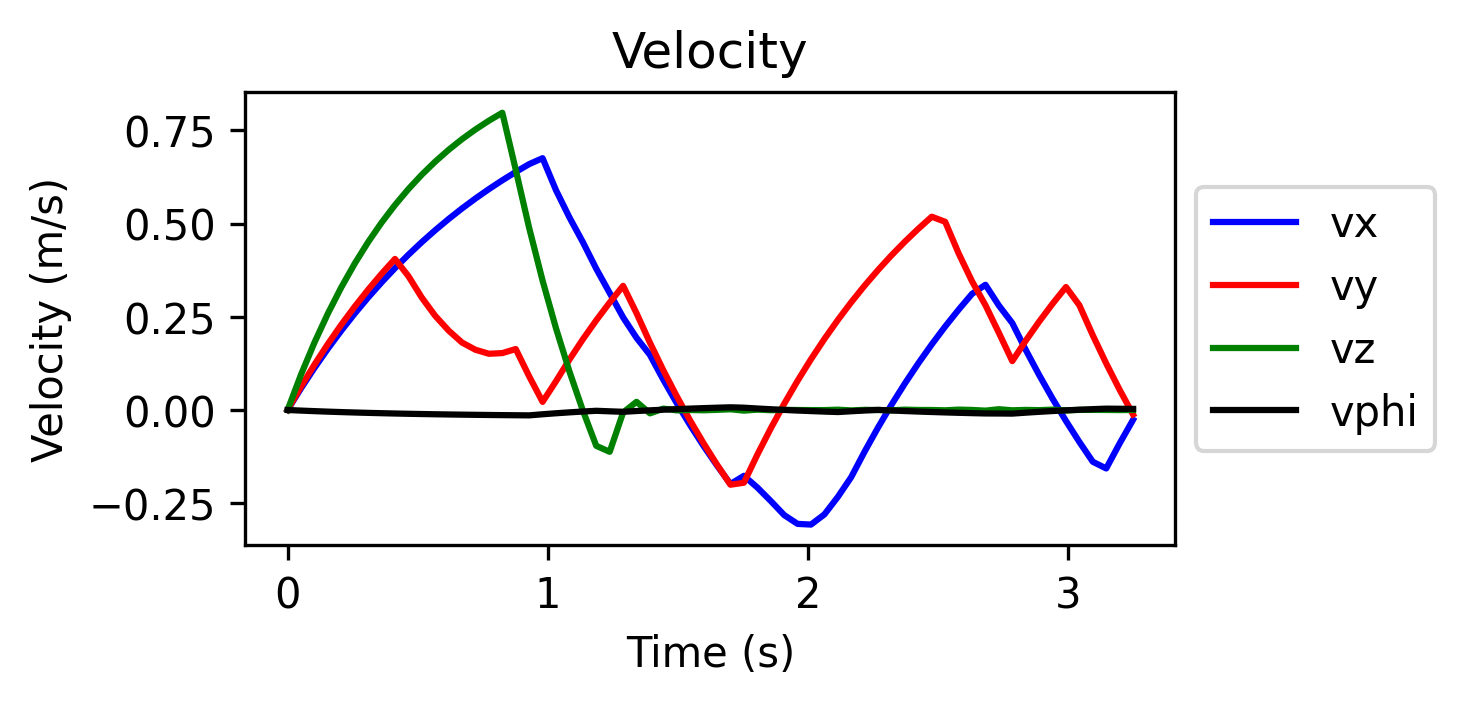 Velocity
Velocity (m/s)
0.75
0.50
0.25
0.00
−0.25
0 1 2 3
Time (s)
vx
vy
vz
vphi